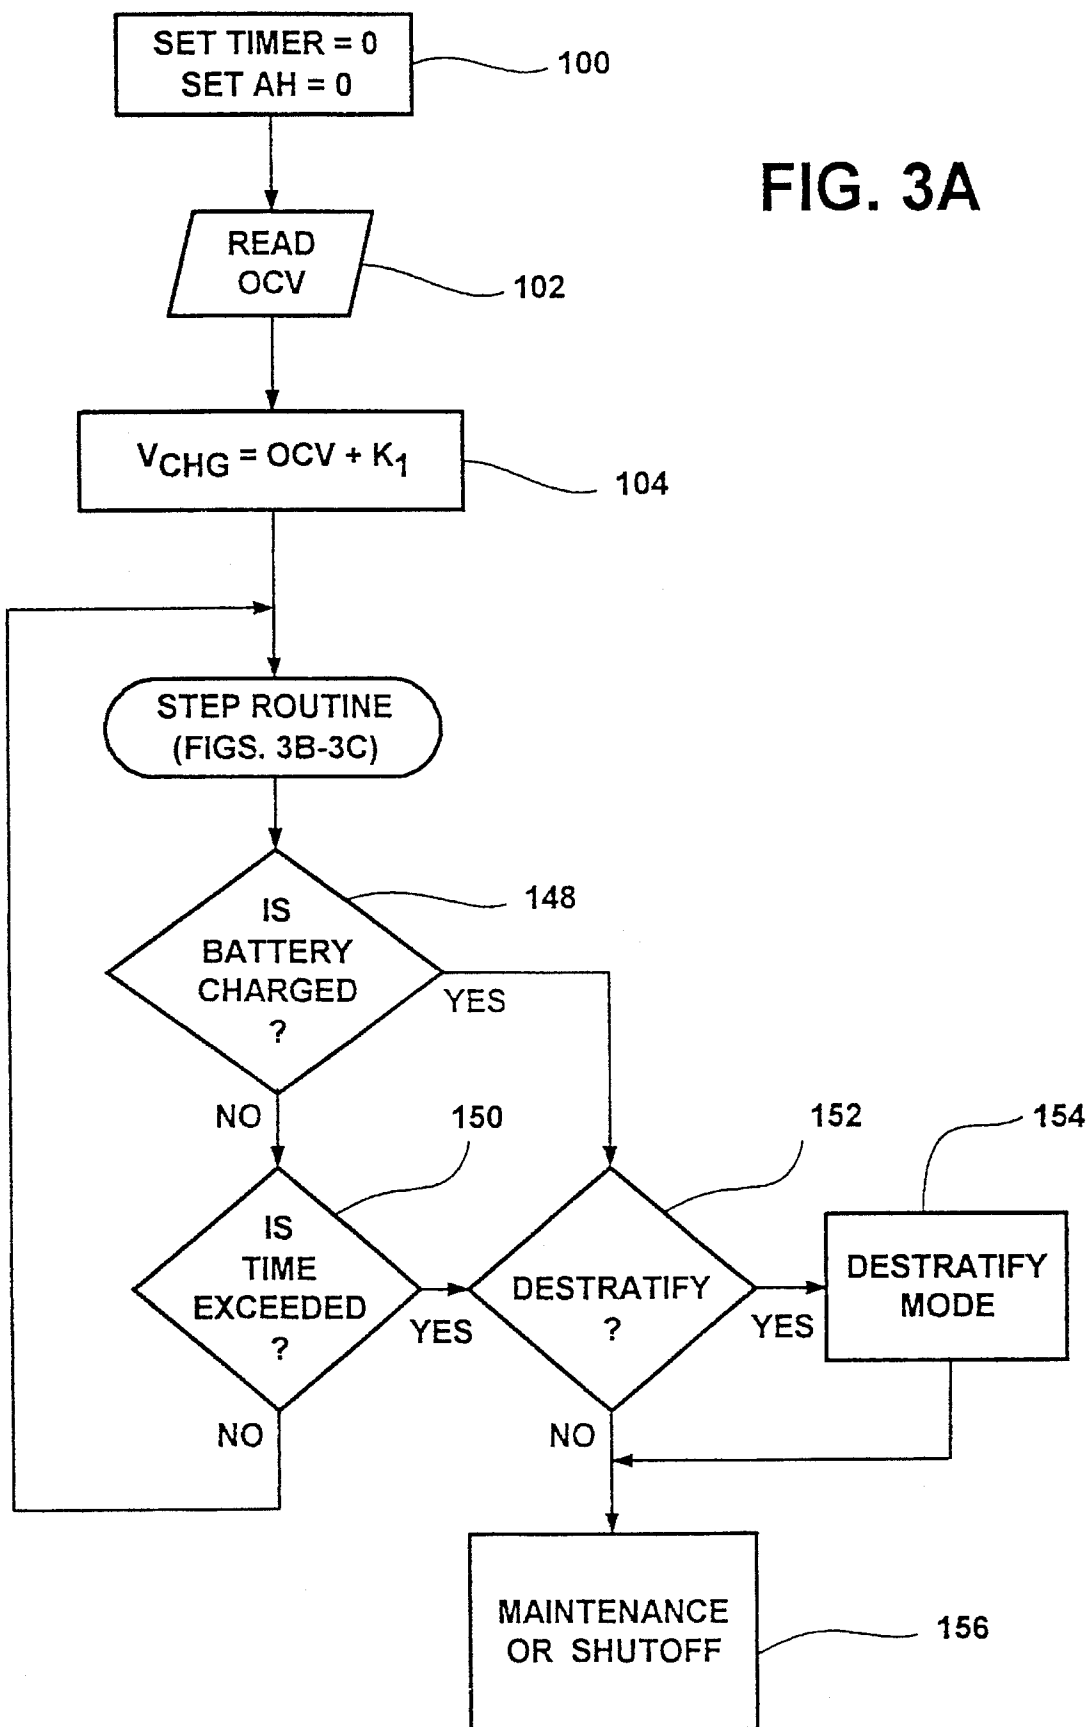 SET TIMER = 0
SET AH = 0
100
FIG. 3A
READ
OCV
102
VCHG = OCV + K1
104
STEP ROUTINE
(FIGS. 3B-3C)
148
IS
BATTERY
CHARGED
?
YES
NO
150
152
154
IS
TIME
EXCEEDED
?
YES
NO
DESTRATIFY
?
YES
NO
DESTRATIFY
MODE
MAINTENANCE
OR SHUTOFF
156